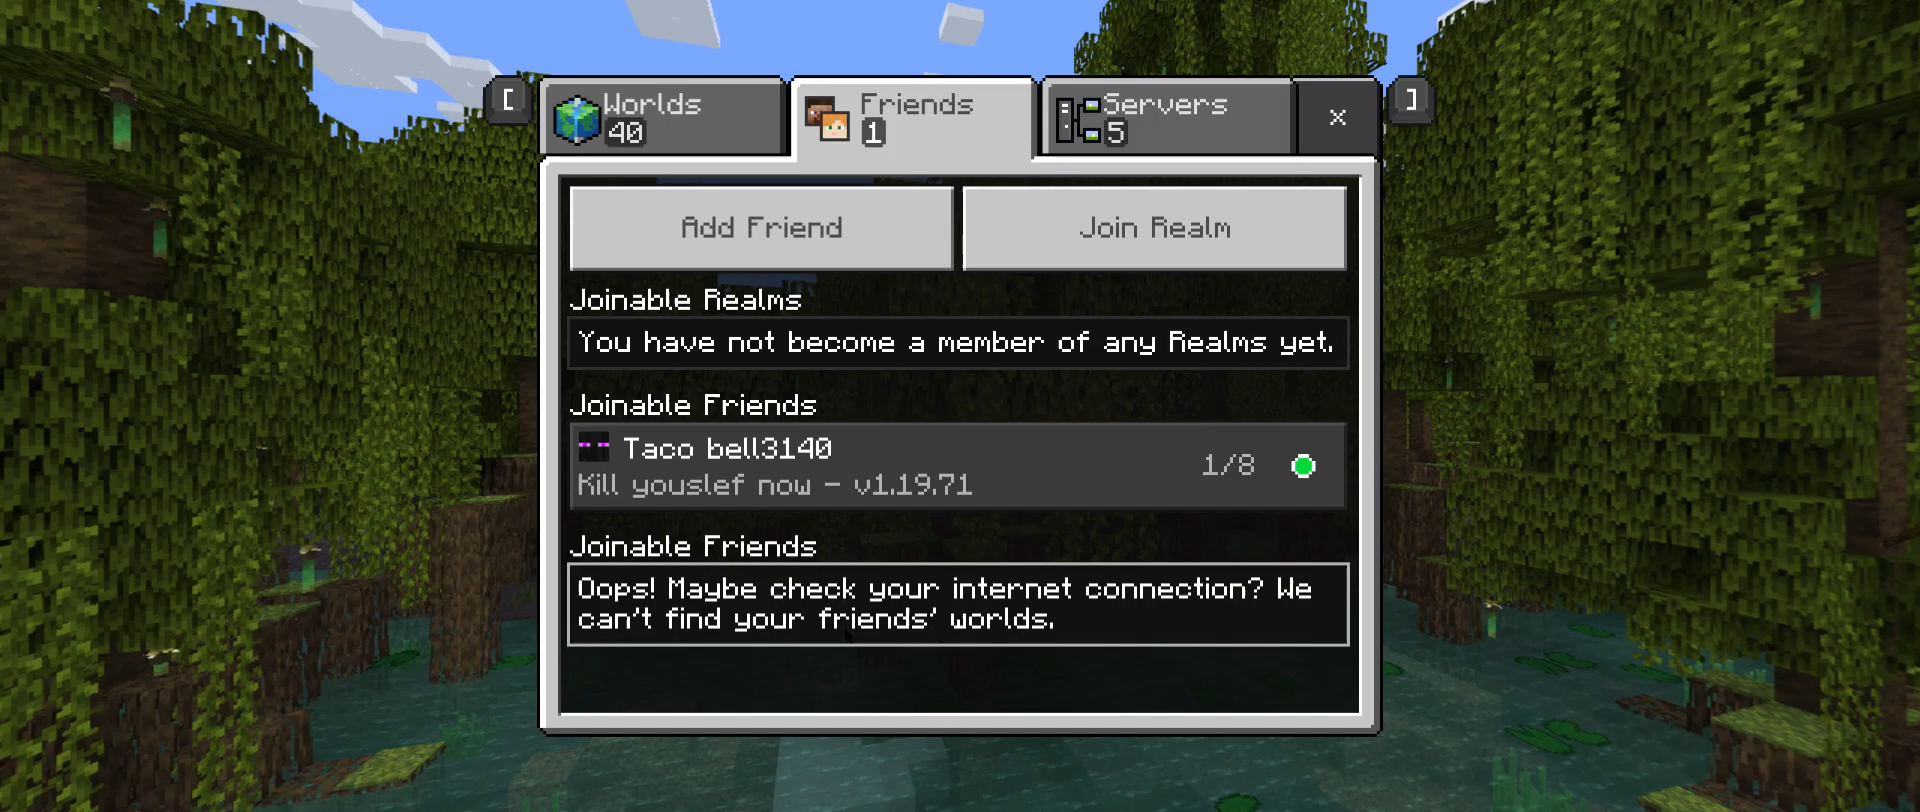 [
Worlds
40
Friends
1
Servers
5
×
]
Add Friend
Join Realm
Joinable Realms
You have not become a member of any Realms yet.
Joinable Friends
Taco bell3140
Kill youslef now - v1.19.71
1/8
Joinable Friends
Oops! Maybe check your internet connection? We
can't find your friends' worlds.